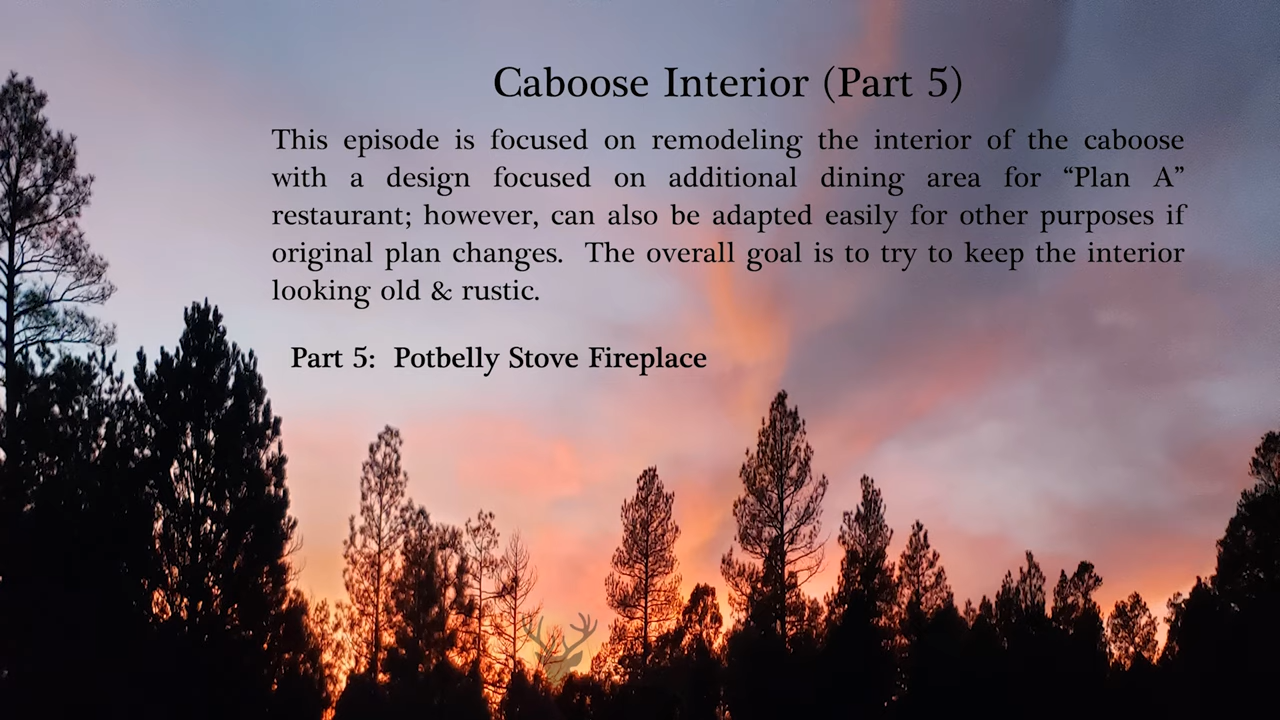 Caboose Interior (Part 5)
This episode is focused on remodeling the interior of the caboose
with a design focused on additional dining area for “Plan A”
restaurant; however, can also be adapted easily for other purposes if
original plan changes.  The overall goal is to try to keep the interior
looking old & rustic.
Part 5:  Potbelly Stove Fireplace